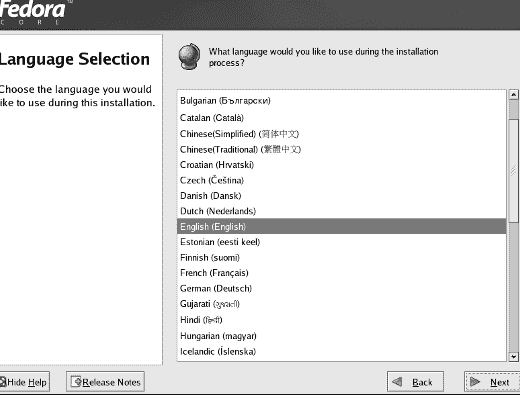 Fedora™
CORE
Language Selection
Choose the language you would
like to use during this installation.
What language would you like to use during the installation
process?
Bulgarian (Български)
Catalan (Català)
Chinese(Simplified) (简体中文)
Chinese(Traditional) (繁體中文)
Croatian (Hrvatski)
Czech (Čeština)
Danish (Dansk)
Dutch (Nederlands)
English (English)
Estonian (eesti keel)
Finnish (suomi)
French (Français)
German (Deutsch)
Gujarati (ગુજરાતી)
Hindi (हिन्दी)
Hungarian (magyar)
Icelandic (Íslenska)
Hide Help
Release Notes
Back
Next